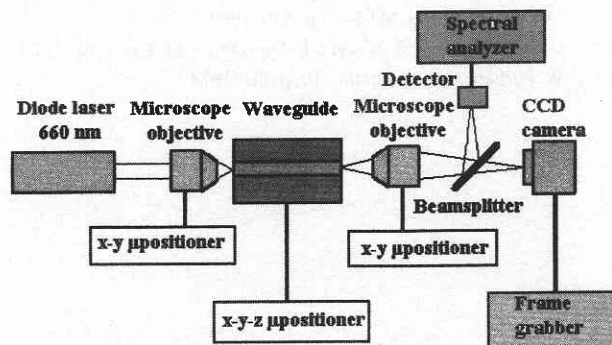 Spectral
analyzer
Detector
Diode laser
660 nm
Microscope
objective
Waveguide
Microscope
objective
CCD
camera
Beamsplitter
x-y µpositioner
x-y µpositioner
x-y-z µpositioner
Frame
grabber